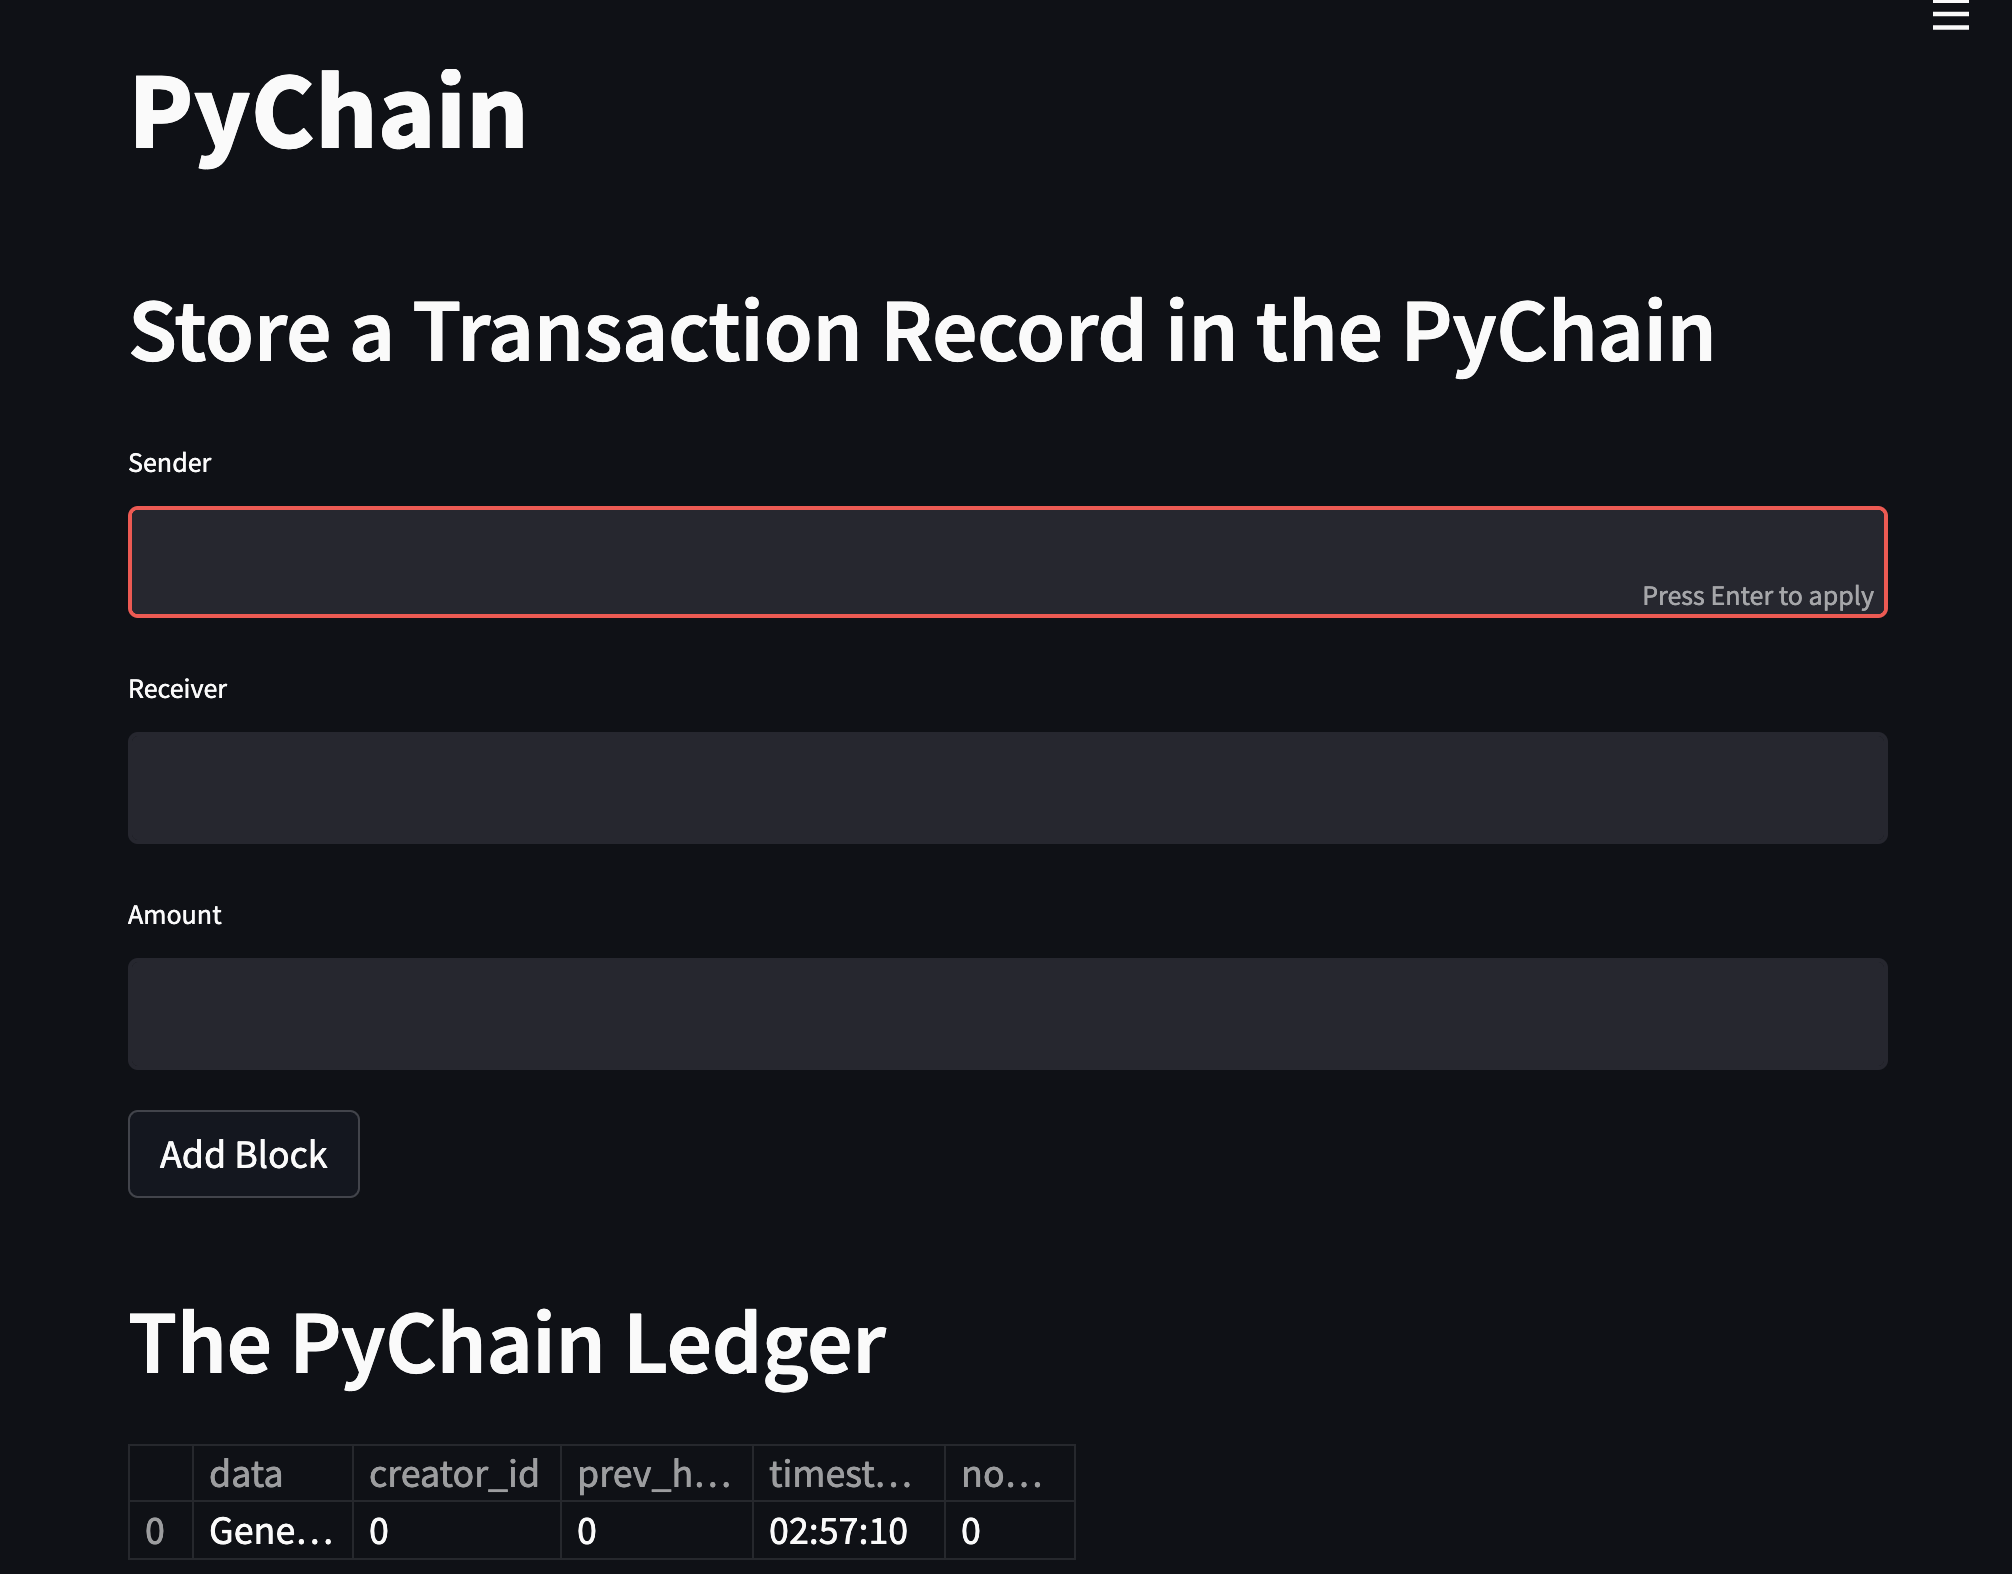 PyChain
Store a Transaction Record in the PyChain
Sender
Press Enter to apply
Receiver
Amount
Add Block
The PyChain Ledger
data creator_id prev_h... timest... no...
0 Gene... 0 0 02:57:10 0